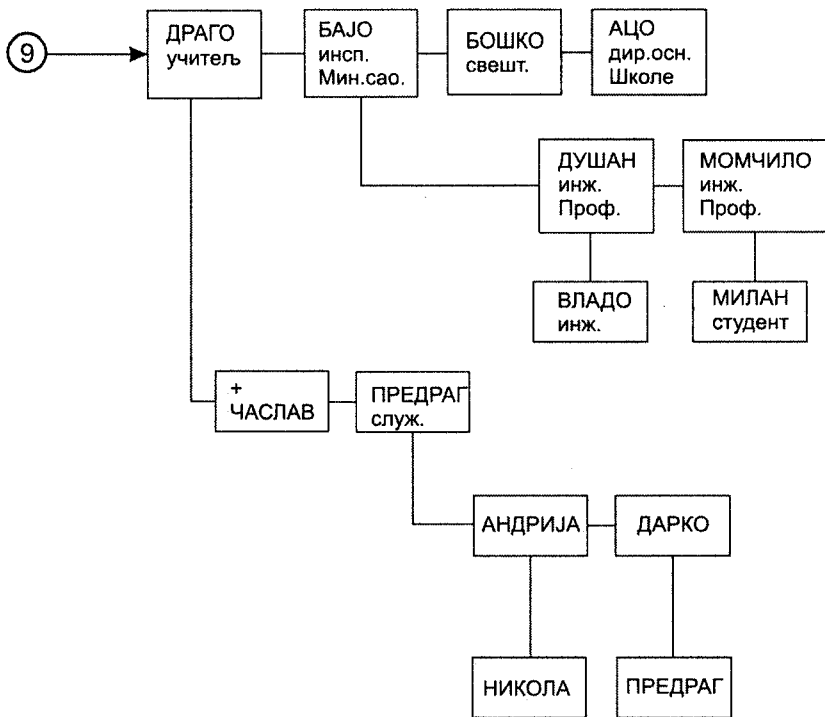 9
ДРАГО
учитељ
БАЈО
инсп.
Мин.сао.
БОШКО
свешт.
АЦО
дир.осн.
Школе
ДУШАН
инж.
Проф.
МОМЧИЛО
инж.
Проф.
ВЛАДО
инж.
МИЛАН
студент
+
ЧАСЛАВ
ПРЕДРАГ
служ.
АНДРИЈА
ДАРКО
НИКОЛА
ПРЕДРАГ